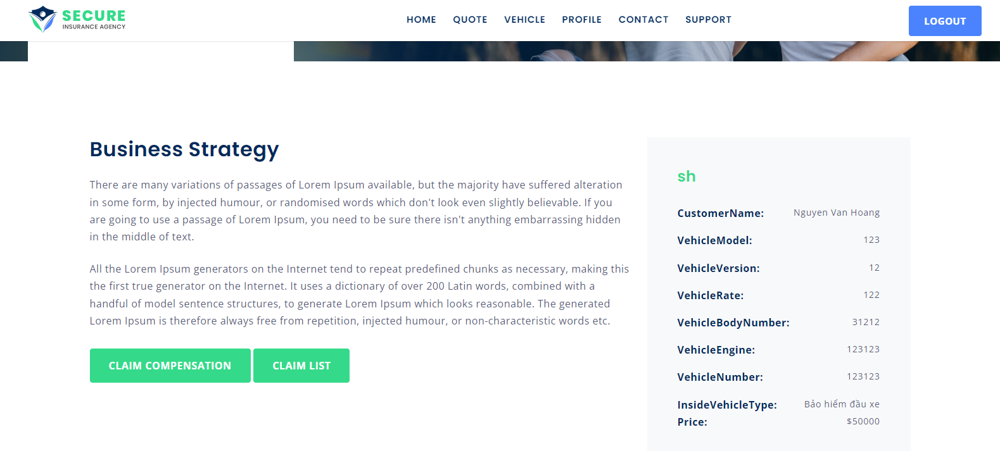 SECURE
INSURANCE AGENCY
HOME QUOTE VEHICLE PROFILE CONTACT SUPPORT
LOGOUT
Business Strategy
There are many variations of passages of Lorem Ipsum available, but the majority have suffered alteration
in some form, by injected humour, or randomised words which don't look even slightly believable. If you
are going to use a passage of Lorem Ipsum, you need to be sure there isn't anything embarrassing hidden
in the middle of text.
All the Lorem Ipsum generators on the Internet tend to repeat predefined chunks as necessary, making this
the first true generator on the Internet. It uses a dictionary of over 200 Latin words, combined with a
handful of model sentence structures, to generate Lorem Ipsum which looks reasonable. The generated
Lorem Ipsum is therefore always free from repetition, injected humour, or non-characteristic words etc.
CLAIM COMPENSATION CLAIM LIST
sh
CustomerName: Nguyen Van Hoang
VehicleModel: 123
VehicleVersion: 12
VehicleRate: 122
VehicleBodyNumber: 31212
VehicleEngine: 123123
VehicleNumber: 123123
InsideVehicleType: Bảo hiểm đầu xe
Price: $50000